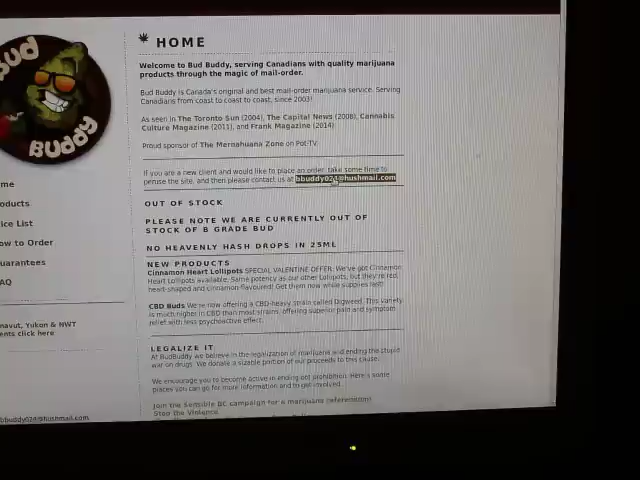 Bud
BUDDY
HOME
Welcome to Bud Buddy, serving Canadians with quality marijuana
products through the magic of mail-order.
Bud Buddy is Canada's original and best mail-order marijuana service. Serving
Canadians from coast to coast to coast, since 2003!
As seen in The Toronto Sun (2004), The Capital News (2008), Cannabis
Culture Magazine (2011), and Frank Magazine (2014)
Proud sponsor of The Mernahuana Zone on Pot-TV
If you are a new client and would like to place an order, take some time to
peruse the site, and then please contact us at bbuddy024@hushmail.com
me
oducts
ice List
ow to Order
uarantees
AQ
navut, Yukon & NWT
ents click here
OUT OF STOCK
PLEASE NOTE WE ARE CURRENTLY OUT OF
STOCK OF B GRADE BUD
NO HEAVENLY HASH DROPS IN 25ML
NEW PRODUCTS
Cinnamon Heart Lollipots SPECIAL VALENTINE OFFER: We've got Cinnamon
Heart Lollipots available. Same potency as our other Lollipots, but they're red,
heart-shaped and cinnamon-flavoured! Get them now while supplies last!
CBD Buds We're now offering a CBD-heavy strain called Digweed. This variety
is much higher in CBD than most strains, offering superior pain and symptom
relief with less psychoactive effect.
LEGALIZE IT
At BudBuddy we believe in the legalization of marijuana and ending the stupid
war on drugs. We donate a sizable portion of our proceeds to this cause.
We encourage you to become active in ending pot prohibition. Here's some
places you can go for more information and to get involved.
Join the Sensible BC campaign for a marijuana referendum!
Stop the Violence
bbuddy024@hushmail.com